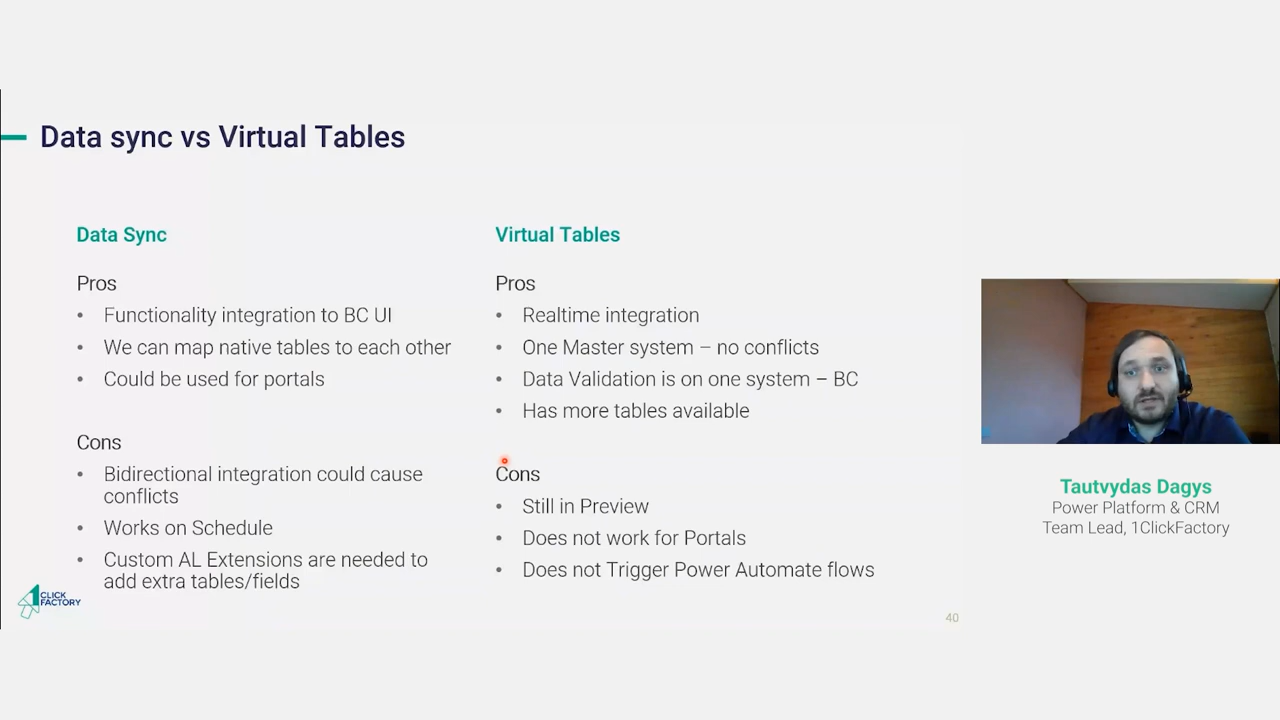 Data sync vs Virtual Tables
Data Sync
Pros
• Functionality integration to BC UI
• We can map native tables to each other
• Could be used for portals
Cons
• Bidirectional integration could cause
conflicts
• Works on Schedule
• Custom AL Extensions are needed to
add extra tables/fields
Virtual Tables
Pros
• Realtime integration
• One Master system – no conflicts
• Data Validation is on one system – BC
• Has more tables available
Cons
• Still in Preview
• Does not work for Portals
• Does not Trigger Power Automate flows
1CLICK
FACTORY
40
Tautvydas Dagys
Power Platform & CRM
Team Lead, 1ClickFactory